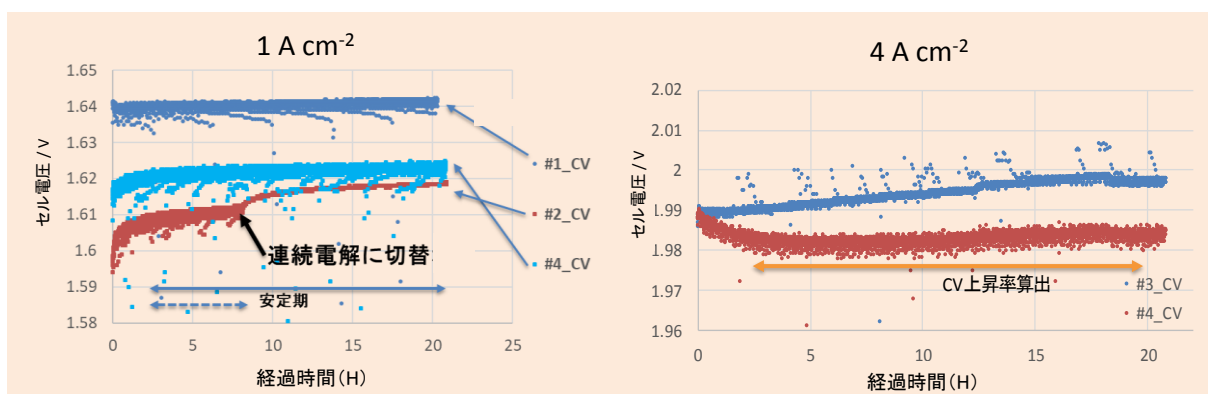 1 A cm-2
1.65
1.64
1.63
1.62
1.61
1.6
1.59
1.58
セル電圧 / V
0
5
10
15
20
25
経過時間(H)
#1_CV
#2_CV
#4_CV
連続電解に切替
安定期
4 A cm-2
2.02
2.01
2
1.99
1.98
1.97
1.96
セル電圧 / V
0
5
10
15
20
経過時間(H)
CV上昇率算出
#3_CV
#4_CV